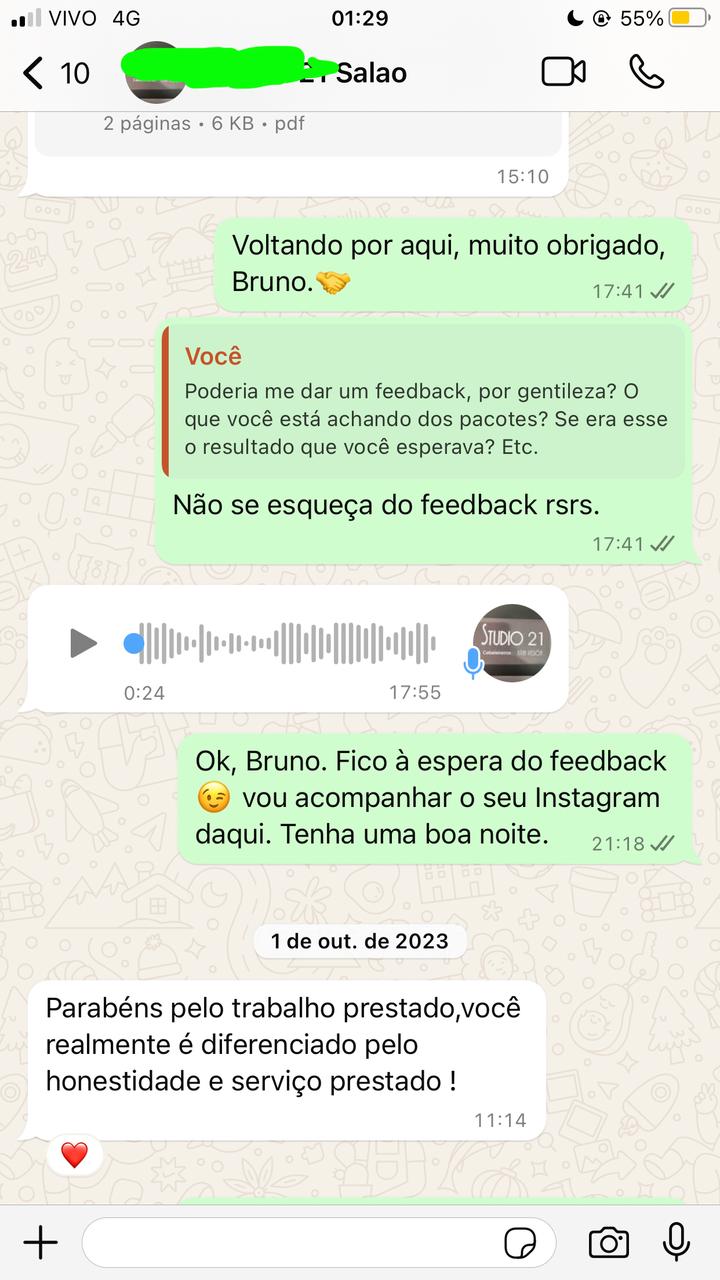 VIVO 4G 01:29 55%
10 21 Salao
2 páginas • 6 KB • pdf
15:10
Voltando por aqui, muito obrigado,
Bruno.🤝 17:41
Você
Poderia me dar um feedback, por gentileza? O
que você está achando dos pacotes? Se era esse
o resultado que você esperava? Etc.
Não se esqueça do feedback rsrs.
17:41
STUDIO 21
0:24 17:55
Ok, Bruno. Fico à espera do feedback
😉 vou acompanhar o seu Instagram
daqui. Tenha uma boa noite. 21:18
1 de out. de 2023
Parabéns pelo trabalho prestado,você
realmente é diferenciado pelo
honestidade e serviço prestado !
11:14
❤️